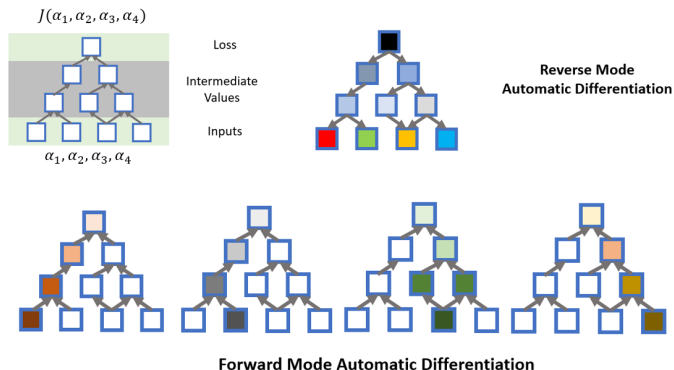 J(α₁, α₂, α₃, α₄)
Loss
Intermediate
Values
Inputs
α₁, α₂, α₃, α₄
Reverse Mode
Automatic Differentiation
Forward Mode Automatic Differentiation